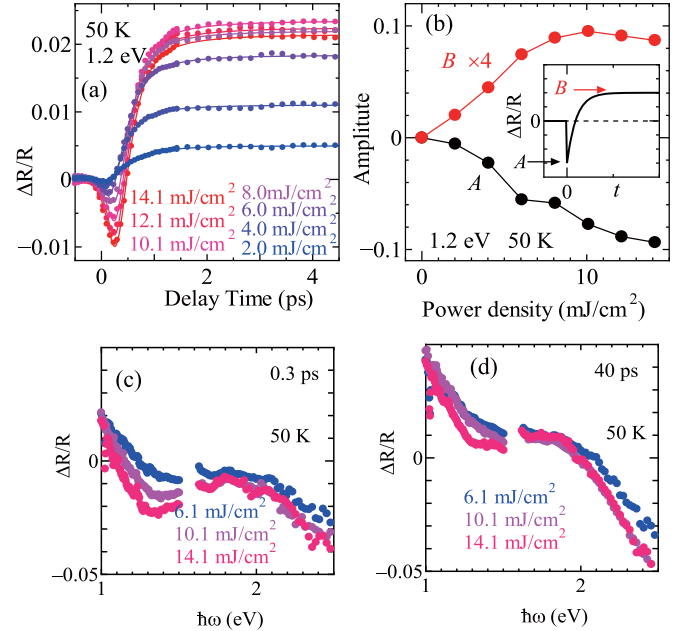 50 K
1.2 eV
(a)
0.02
0.01
0
−0.01
ΔR/R
14.1 mJ/cm²
12.1 mJ/cm²
10.1 mJ/cm²
8.0mJ/cm²
6.0 mJ/cm²
4.0 mJ/cm²
2.0 mJ/cm²
0 2 4
Delay Time (ps)
(b)
0.1
0
−0.1
Amplitude
B ×4
A
B
A
ΔR/R
0
0 t
1.2 eV 50 K
0 10
Power density (mJ/cm²)
(c)
0.3 ps
50 K
0
−0.05
ΔR/R
6.1 mJ/cm²
10.1 mJ/cm²
14.1 mJ/cm²
1 2
ħω (eV)
(d)
40 ps
50 K
0
−0.05
ΔR/R
6.1 mJ/cm²
10.1 mJ/cm²
14.1 mJ/cm²
1 2
ħω (eV)